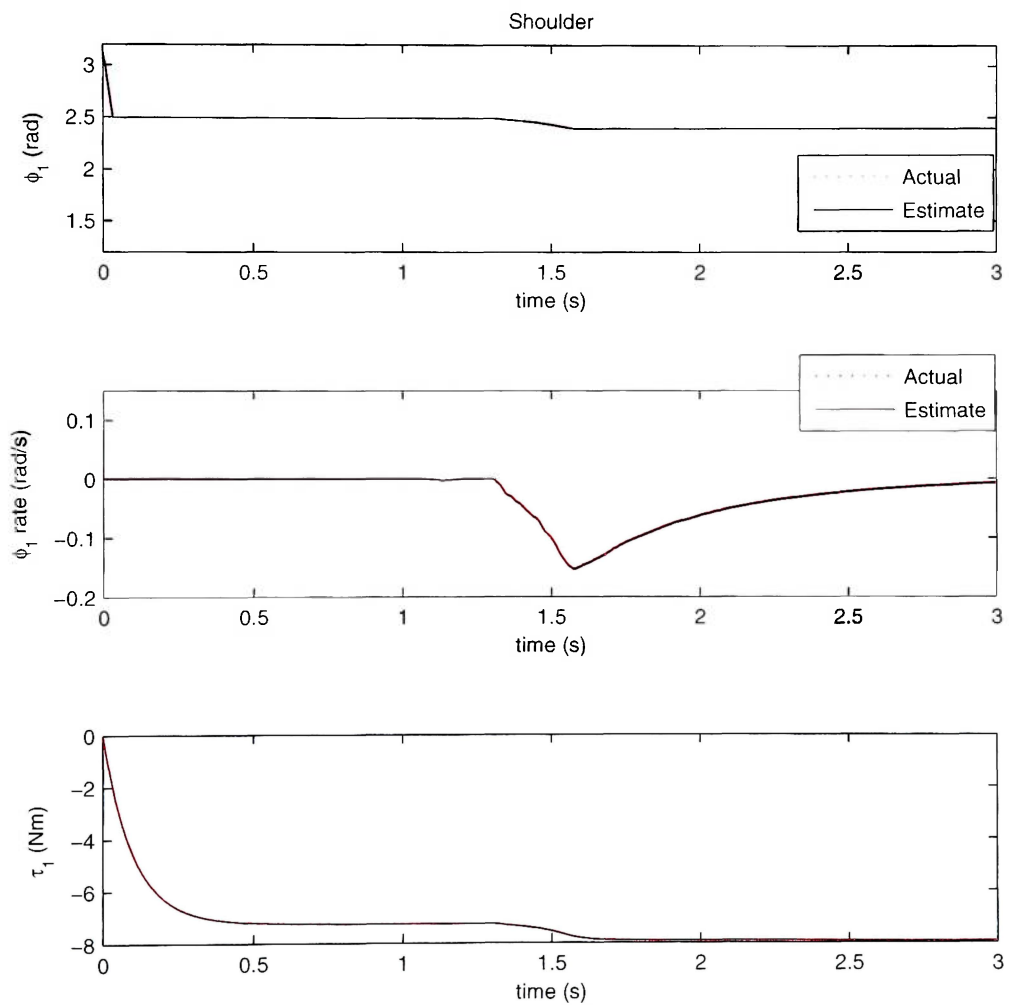 Shoulder
3
2.5
2
1.5
ϕ1 (rad)
Actual
Estimate
0 0.5 1 1.5 2 2.5 3
time (s)
Actual
Estimate
0.1
0
−0.1
−0.2
ϕ1 rate (rad/s)
0 0.5 1 1.5 2 2.5 3
time (s)
0
−2
−4
−6
−8
τ1 (Nm)
0 0.5 1 1.5 2 2.5 3
time (s)